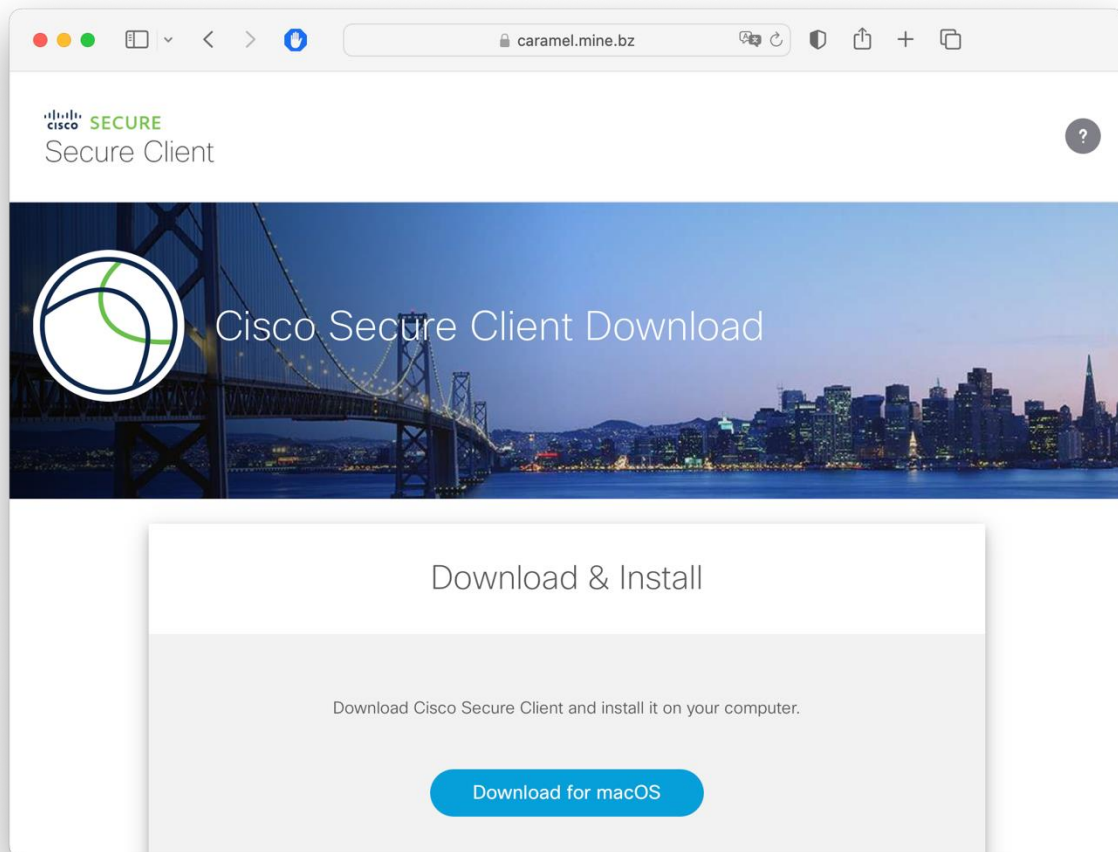 caramel.mine.bz
cisco SECURE
Secure Client
?
Cisco Secure Client Download
Download & Install
Download Cisco Secure Client and install it on your computer.
Download for macOS